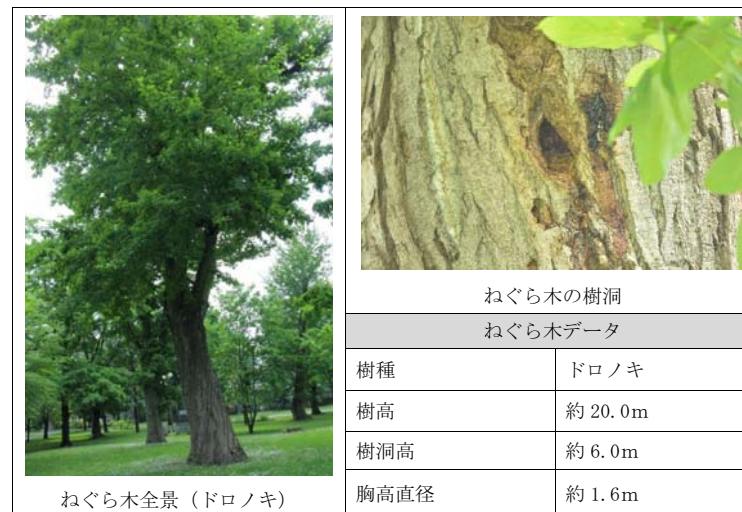 ねぐら木全景（ドロノキ）
ねぐら木の樹洞
ねぐら木データ
樹種 ドロノキ
樹高 約 20.0m
樹洞高 約 6.0m
胸高直径 約 1.6m